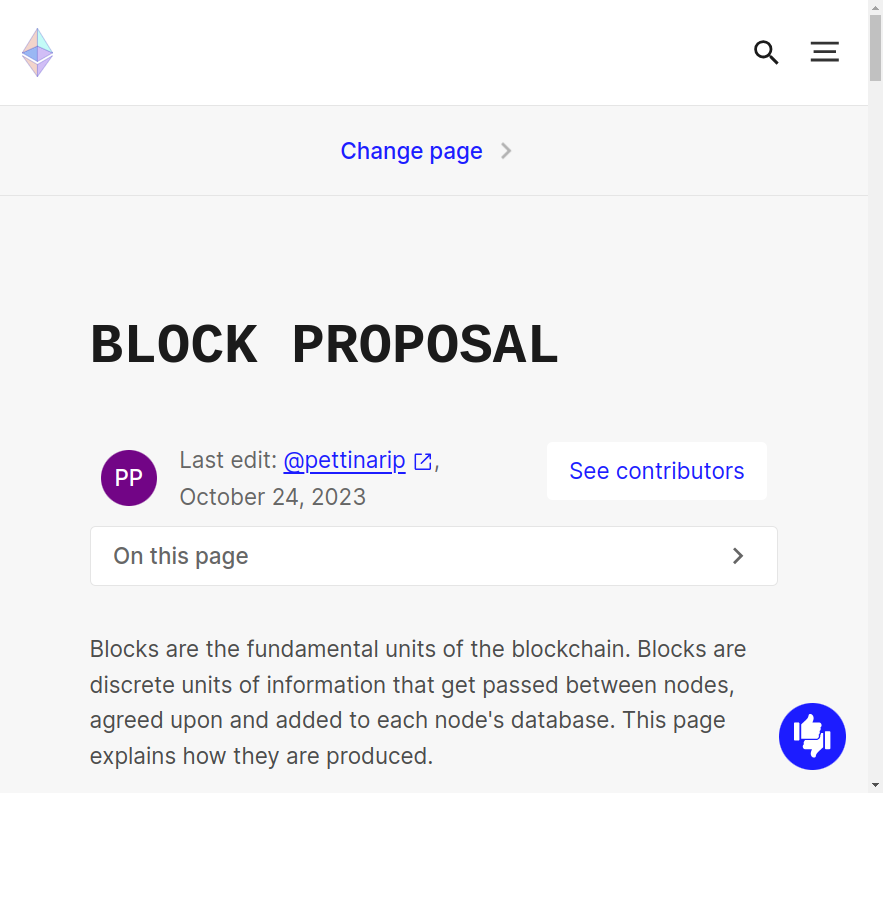 Change page
BLOCK PROPOSAL
PP
Last edit: @pettinarip,
October 24, 2023
See contributors
On this page
Blocks are the fundamental units of the blockchain. Blocks are
discrete units of information that get passed between nodes,
agreed upon and added to each node's database. This page
explains how they are produced.